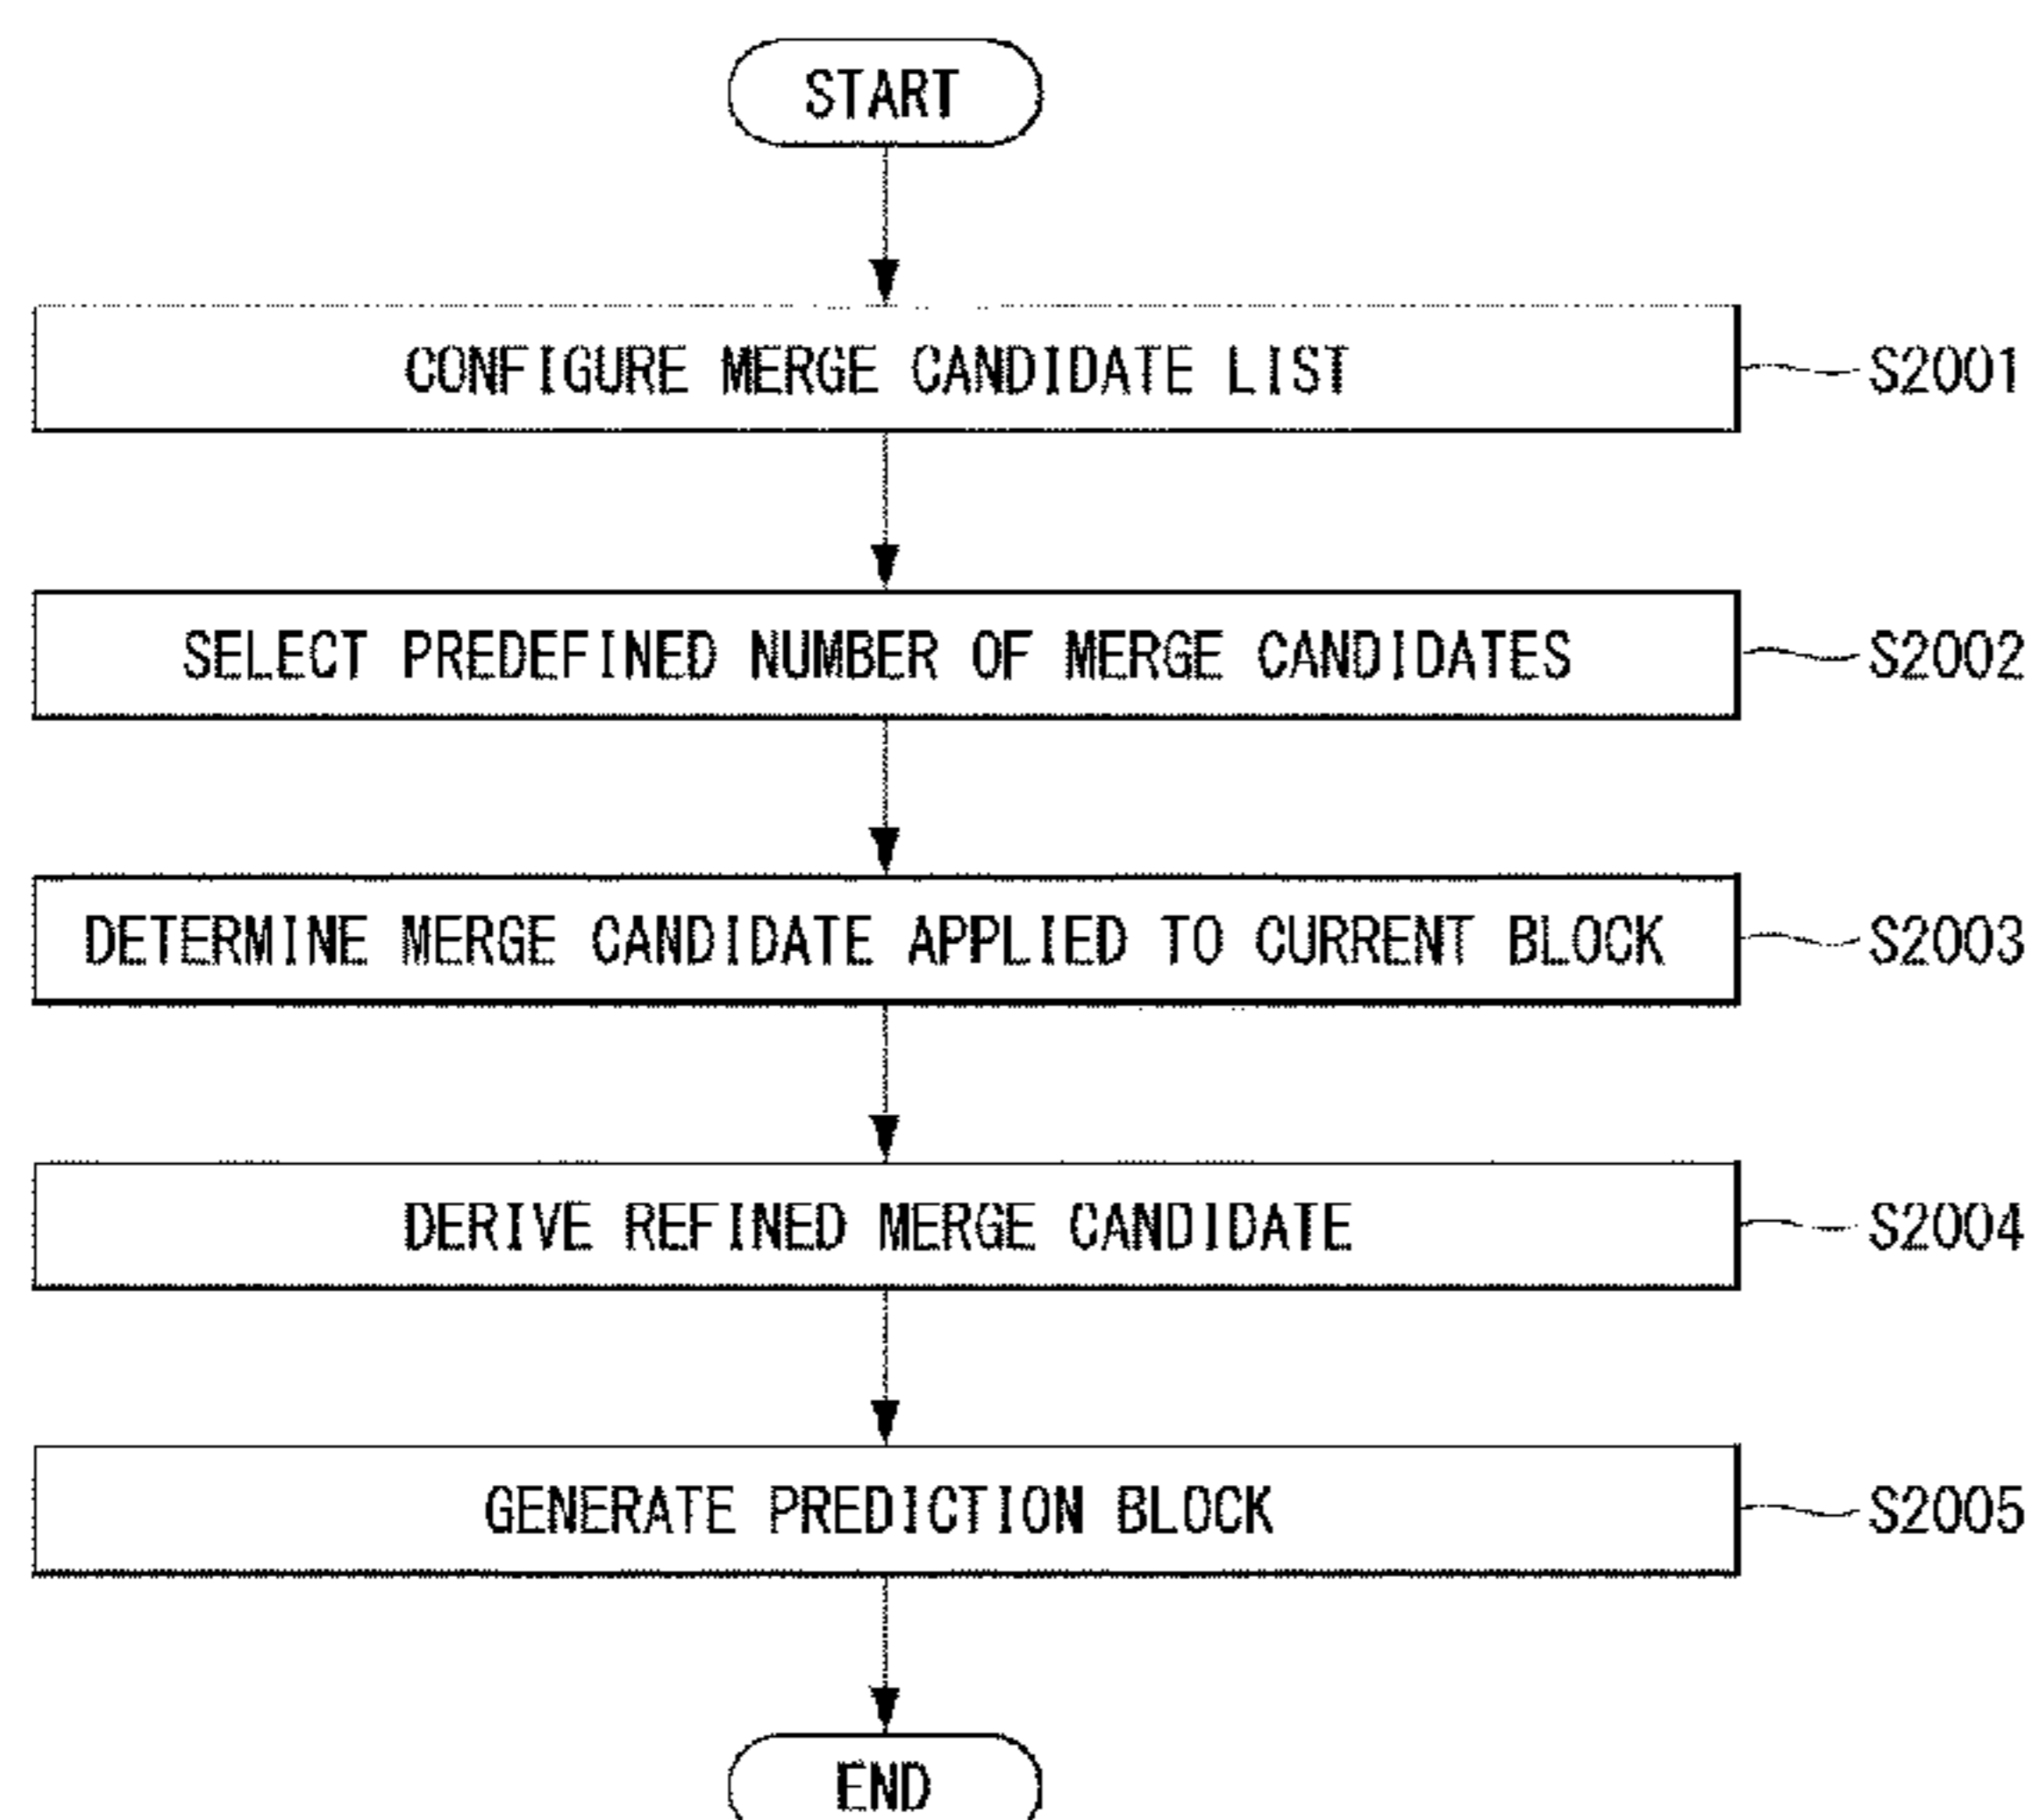 START
CONFIGURE MERGE CANDIDATE LIST
S2001
SELECT PREDEFINED NUMBER OF MERGE CANDIDATES
S2002
DETERMINE MERGE CANDIDATE APPLIED TO CURRENT BLOCK
S2003
DERIVE REFINED MERGE CANDIDATE
S2004
GENERATE PREDICTION BLOCK
S2005
END